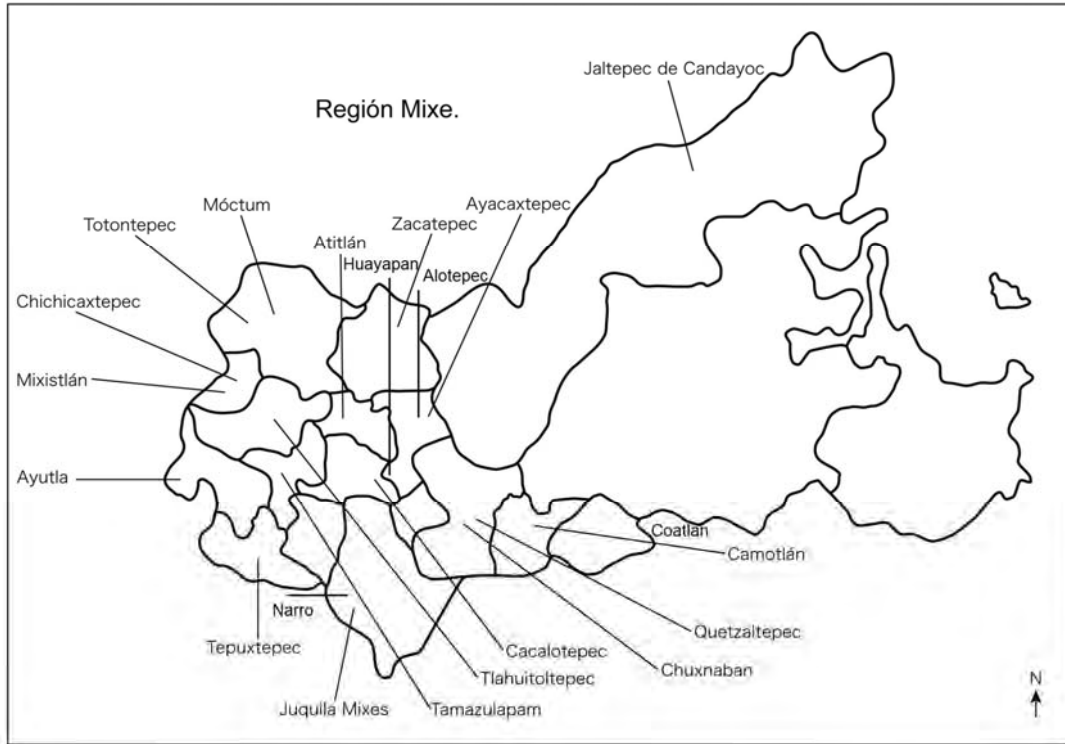 Jaltepec de Candayoc
Región Mixe.
Móctum
Ayacaxtepec
Totontepec
Zacatepec
Atitlán
Huayapan
Alotepec
Chichicaxtepec
Mixistlán
Ayutla
Coatlán
Camotlán
Narro
Quetzaltepec
Tepuxtepec
Cacalotepec
Chuxnaban
Tlahuitoltepec
Juquila Mixes
Tamazulapam
N